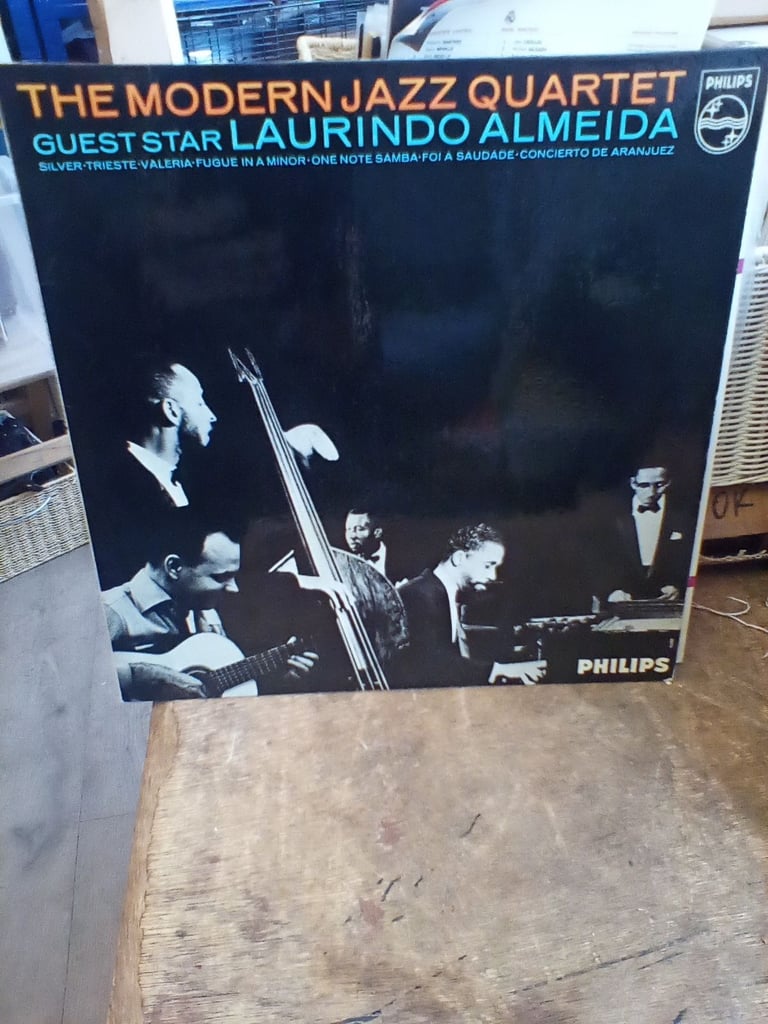 THE MODERN JAZZ QUARTET
PHILIPS
GUEST STAR LAURINDO ALMEIDA
SILVER·TRIESTE·VALERIA·FUGUE IN A MINOR·ONE NOTE SAMBA·FOI A SAUDADE·CONCIERTO DE ARANJUEZ
OK
PHILIPS